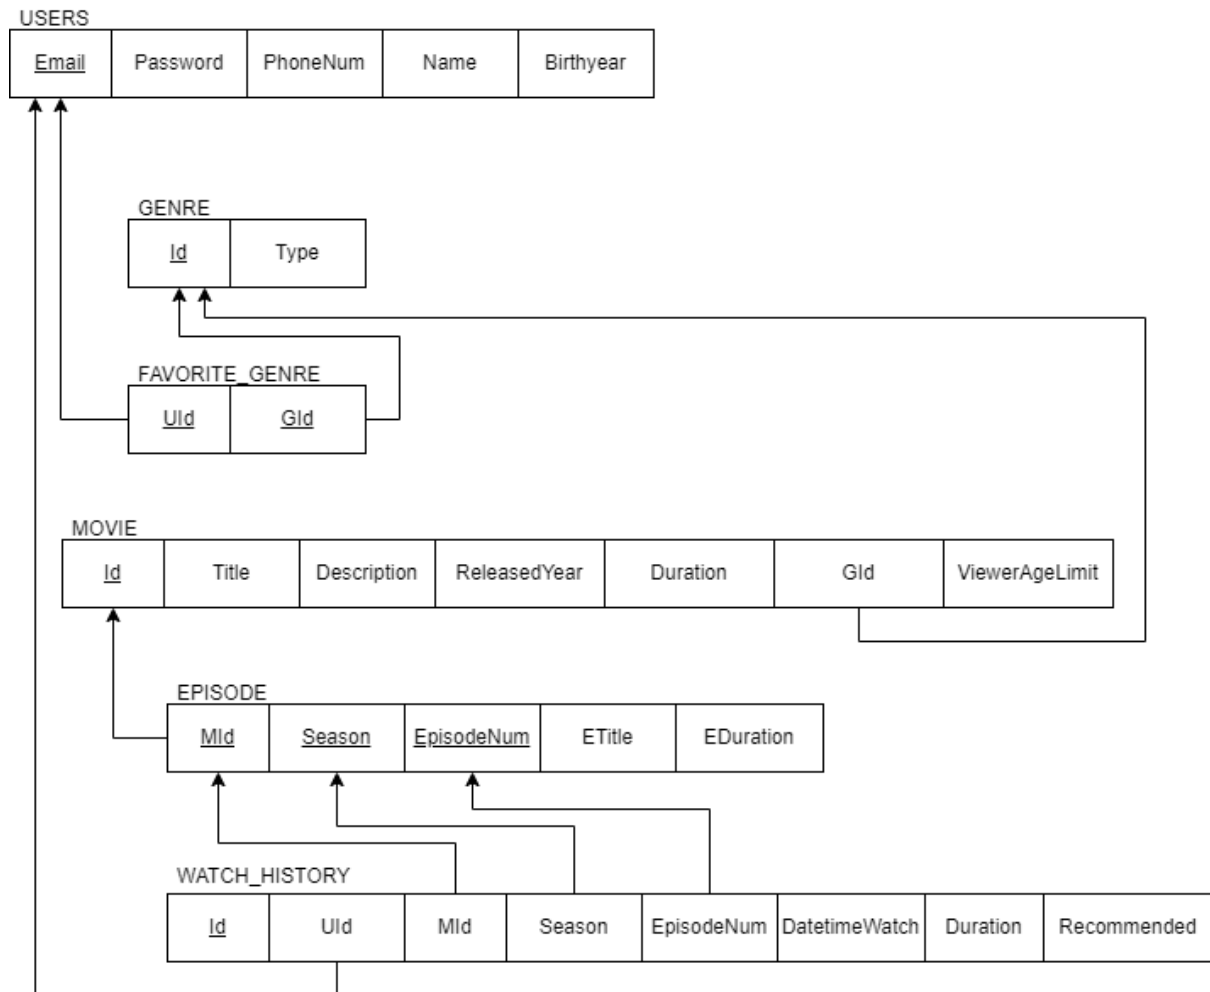 USERS
Email Password PhoneNum Name Birthyear
GENRE
Id Type
FAVORITE_GENRE
UId GId
MOVIE
Id Title Description ReleasedYear Duration GId ViewerAgeLimit
EPISODE
MId Season EpisodeNum ETitle EDuration
WATCH_HISTORY
Id UId MId Season EpisodeNum DatetimeWatch Duration Recommended